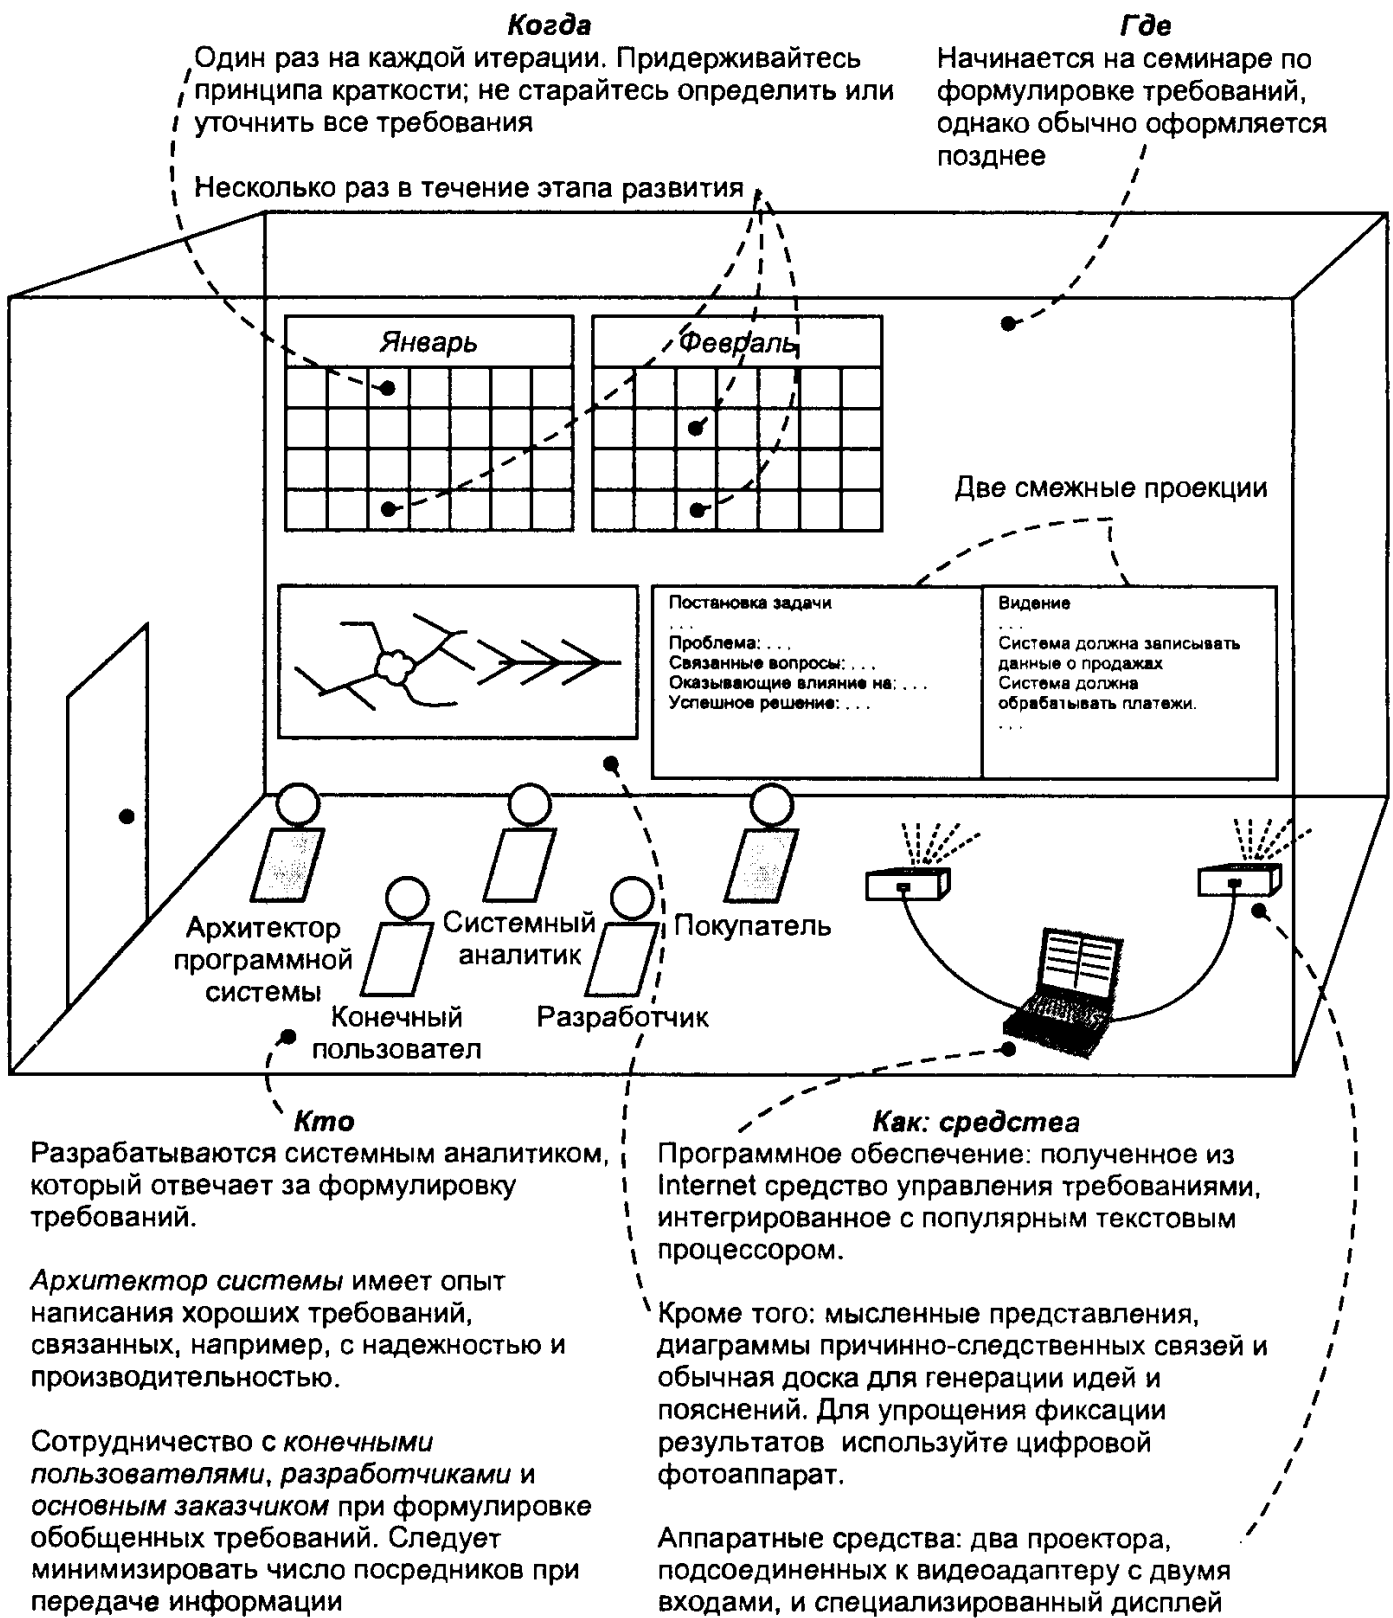 Когда
Один раз на каждой итерации. Придерживайтесь
принципа краткости; не старайтесь определить или
уточнить все требования
Несколько раз в течение этапа развития
Где
Начинается на семинаре по
формулировке требований,
однако обычно оформляется
позднее
Январь
Февраль
Две смежные проекции
Постановка задачи
. . .
Проблема: . . .
Связанные вопросы: . . .
Оказывающие влияние на: . . .
Успешное решение: . . .
Видение
. . .
Система должна записывать
данные о продажах
Система должна
обрабатывать платежи.
. . .
Архитектор
программной
системы
Конечный
пользовател
Системный
аналитик
Разработчик
Покупатель
Кто
Разрабатываются системным аналитиком,
который отвечает за формулировку
требований.
Архитектор системы имеет опыт
написания хороших требований,
связанных, например, с надежностью и
производительностью.
Сотрудничество с конечными
пользователями, разработчиками и
основным заказчиком при формулировке
обобщенных требований. Следует
минимизировать число посредников при
передаче информации
Как: средства
Программное обеспечение: полученное из
Internet средство управления требованиями,
интегрированное с популярным текстовым
процессором.
Кроме того: мысленные представления,
диаграммы причинно-следственных связей и
обычная доска для генерации идей и
пояснений. Для упрощения фиксации
результатов используйте цифровой
фотоаппарат.
Аппаратные средства: два проектора,
подсоединенных к видеоадаптеру с двумя
входами, и специализированный дисплей